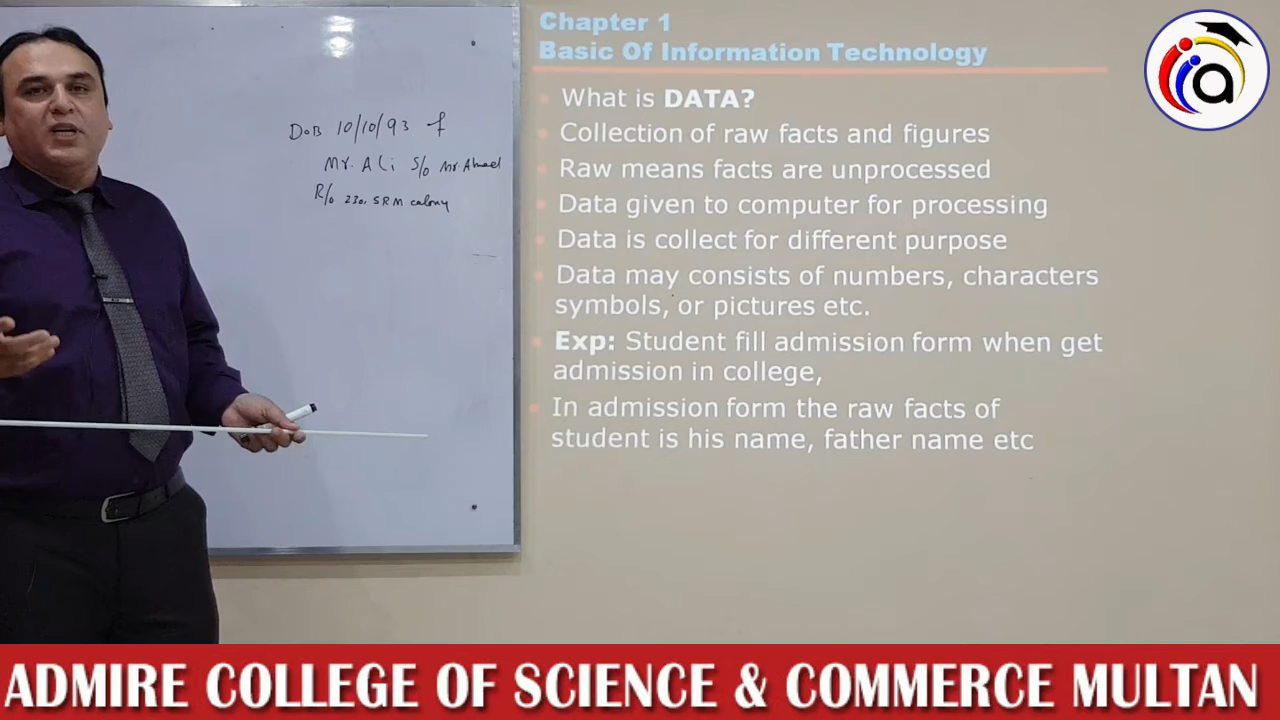 DoB 10/10/93 of
Mr. Ali S/o Mr Ahmed
R/o 230, SRM colony
Chapter 1
Basic Of Information Technology
What is DATA?
Collection of raw facts and figures
Raw means facts are unprocessed
Data given to computer for processing
Data is collect for different purpose
Data may consists of numbers, characters
symbols, or pictures etc.
Exp: Student fill admission form when get
admission in college,
In admission form the raw facts of
student is his name, father name etc
a
ADMIRE COLLEGE OF SCIENCE & COMMERCE MULTAN